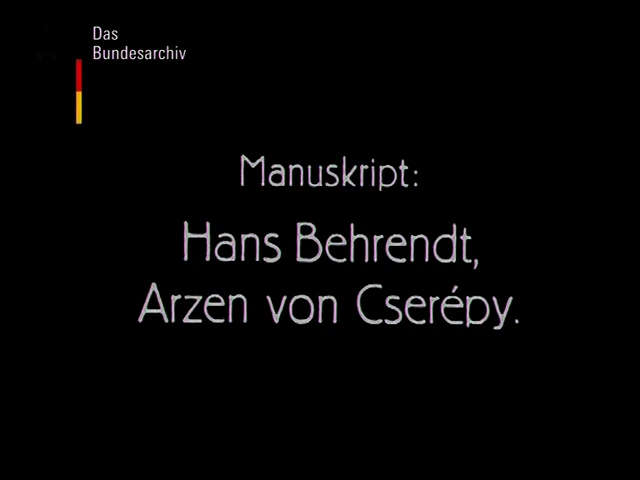 Das
Bundesarchiv
Manuskript:
Hans Behrendt,
Arzen von Cserépy.